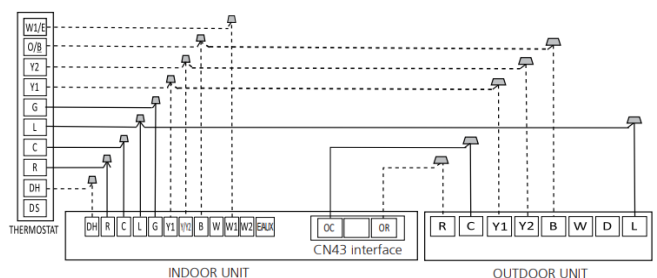 W1/E
O/B
Y2
Y1
G
L
C
R
DH
DS
THERMOSTAT
DH R C L G Y1 Y/Y2 B W W1 W2 EAUX
OC OR
CN43 interface
INDOOR UNIT
R C Y1 Y2 B W D L
OUTDOOR UNIT